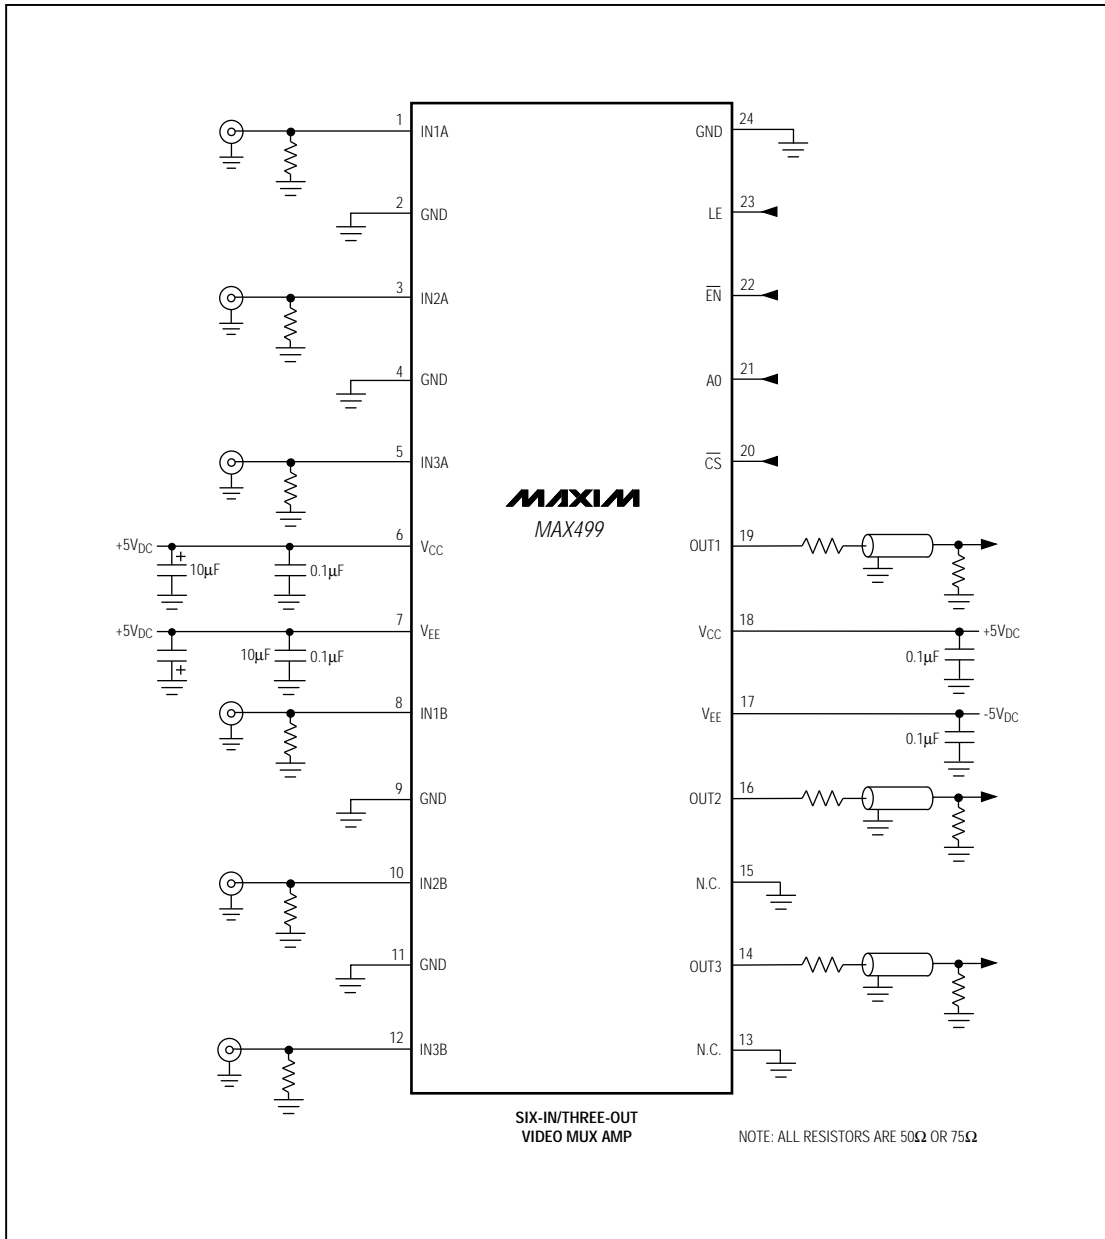 1 IN1A
2 GND
3 IN2A
4 GND
5 IN3A
+5VDC 6 VCC
+ 10µF 0.1µF
+5VDC 7 VEE
+ 10µF 0.1µF
8 IN1B
9 GND
10 IN2B
11 GND
12 IN3B
MAXIM
MAX499
GND 24
LE 23
EN 22
A0 21
CS 20
OUT1 19
VCC 18 +5VDC
0.1µF
VEE 17 -5VDC
0.1µF
OUT2 16
N.C. 15
OUT3 14
N.C. 13
SIX-IN/THREE-OUT
VIDEO MUX AMP
NOTE: ALL RESISTORS ARE 50Ω OR 75Ω